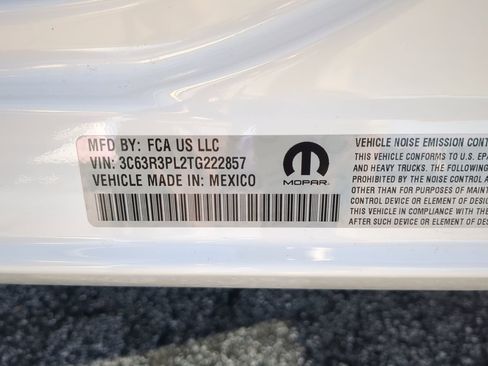 MFD BY: FCA US LLC
VIN: 3C63R3PL2TG222857
VEHICLE MADE IN: MEXICO
MOPAR
VEHICLE NOISE EMISSION CONT
THIS VEHICLE CONFORMS TO U.S. EPA
AND HEAVY TRUCKS. THE FOLLOWING
PROHIBITED BY THE NOISE CONTROL A
OTHER THAN FOR PURPOSES OF MAINT
CONTROL DEVICE OR ELEMENT OF DESIG
THIS VEHICLE IN COMPLIANCE WITH THE
AFTER SUCH DEVICE OR ELEMENT OF DES